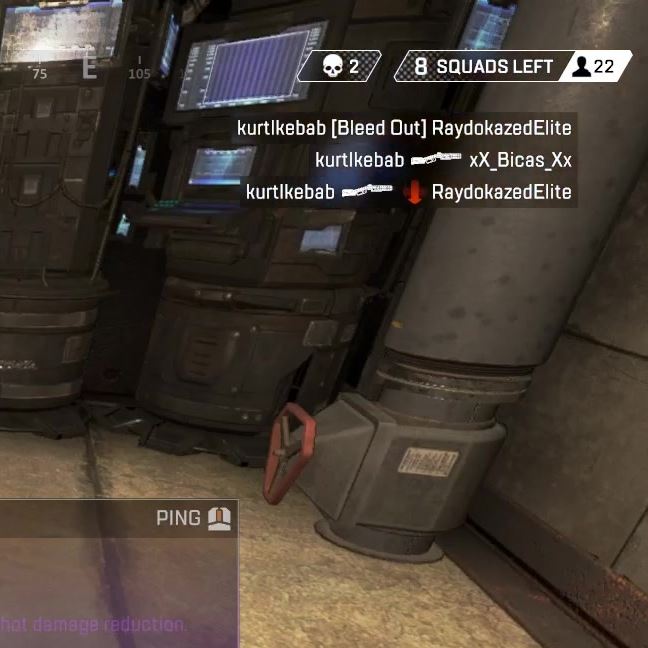 75
E
105
2
8 SQUADS LEFT 22
kurtlkebab [Bleed Out] RaydokazedElite
kurtlkebab xX_Bicas_Xx
kurtlkebab RaydokazedElite
PING
hot damage reduction.